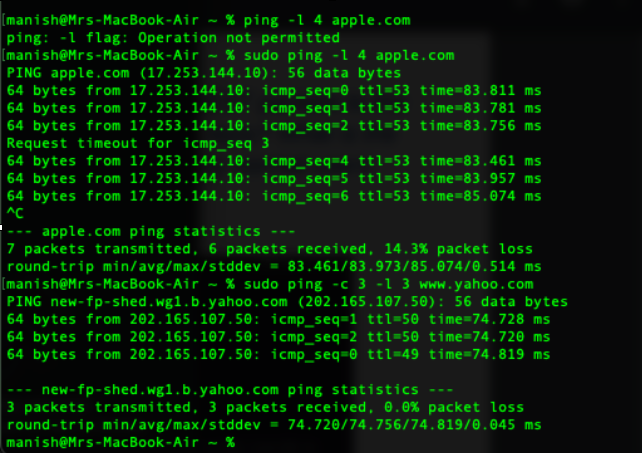 [manish@Mrs-MacBook-Air ~ % ping -l 4 apple.com
ping: -l flag: Operation not permitted
[manish@Mrs-MacBook-Air ~ % sudo ping -l 4 apple.com
PING apple.com (17.253.144.10): 56 data bytes
64 bytes from 17.253.144.10: icmp_seq=0 ttl=53 time=83.811 ms
64 bytes from 17.253.144.10: icmp_seq=1 ttl=53 time=83.781 ms
64 bytes from 17.253.144.10: icmp_seq=2 ttl=53 time=83.756 ms
Request timeout for icmp_seq 3
64 bytes from 17.253.144.10: icmp_seq=4 ttl=53 time=83.461 ms
64 bytes from 17.253.144.10: icmp_seq=5 ttl=53 time=83.957 ms
64 bytes from 17.253.144.10: icmp_seq=6 ttl=53 time=85.074 ms
^C
--- apple.com ping statistics ---
7 packets transmitted, 6 packets received, 14.3% packet loss
round-trip min/avg/max/stddev = 83.461/83.973/85.074/0.514 ms
[manish@Mrs-MacBook-Air ~ % sudo ping -c 3 -l 3 www.yahoo.com
PING new-fp-shed.wg1.b.yahoo.com (202.165.107.50): 56 data bytes
64 bytes from 202.165.107.50: icmp_seq=1 ttl=50 time=74.728 ms
64 bytes from 202.165.107.50: icmp_seq=2 ttl=50 time=74.720 ms
64 bytes from 202.165.107.50: icmp_seq=0 ttl=49 time=74.819 ms
--- new-fp-shed.wg1.b.yahoo.com ping statistics ---
3 packets transmitted, 3 packets received, 0.0% packet loss
round-trip min/avg/max/stddev = 74.720/74.756/74.819/0.045 ms
manish@Mrs-MacBook-Air ~ %